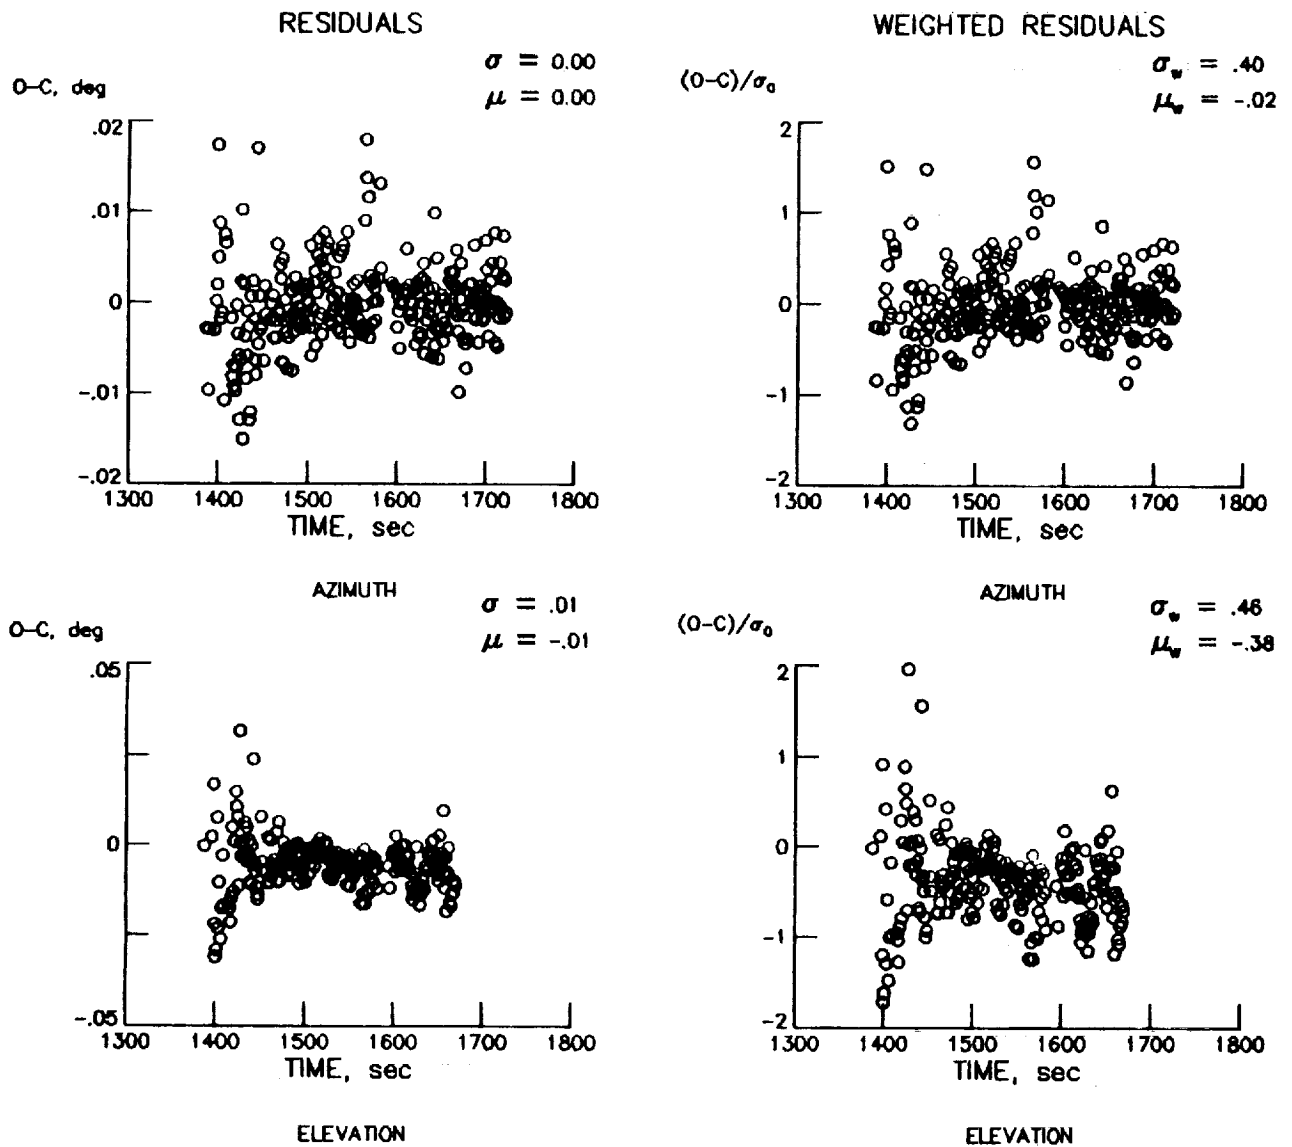 RESIDUALS
σ = 0.00
μ = 0.00
O-C, deg
.02
.01
0
-.01
-.02
1300 1400 1500 1600 1700 1800
TIME, sec
AZIMUTH
WEIGHTED RESIDUALS
σw = .40
μw = -.02
(O-C)/σ0
2
1
0
-1
-2
1300 1400 1500 1600 1700 1800
TIME, sec
AZIMUTH
σ = .01
μ = -.01
O-C, deg
.05
0
-.05
1300 1400 1500 1600 1700 1800
TIME, sec
ELEVATION
σw = .46
μw = -.38
(O-C)/σ0
2
1
0
-1
-2
1300 1400 1500 1600 1700 1800
TIME, sec
ELEVATION